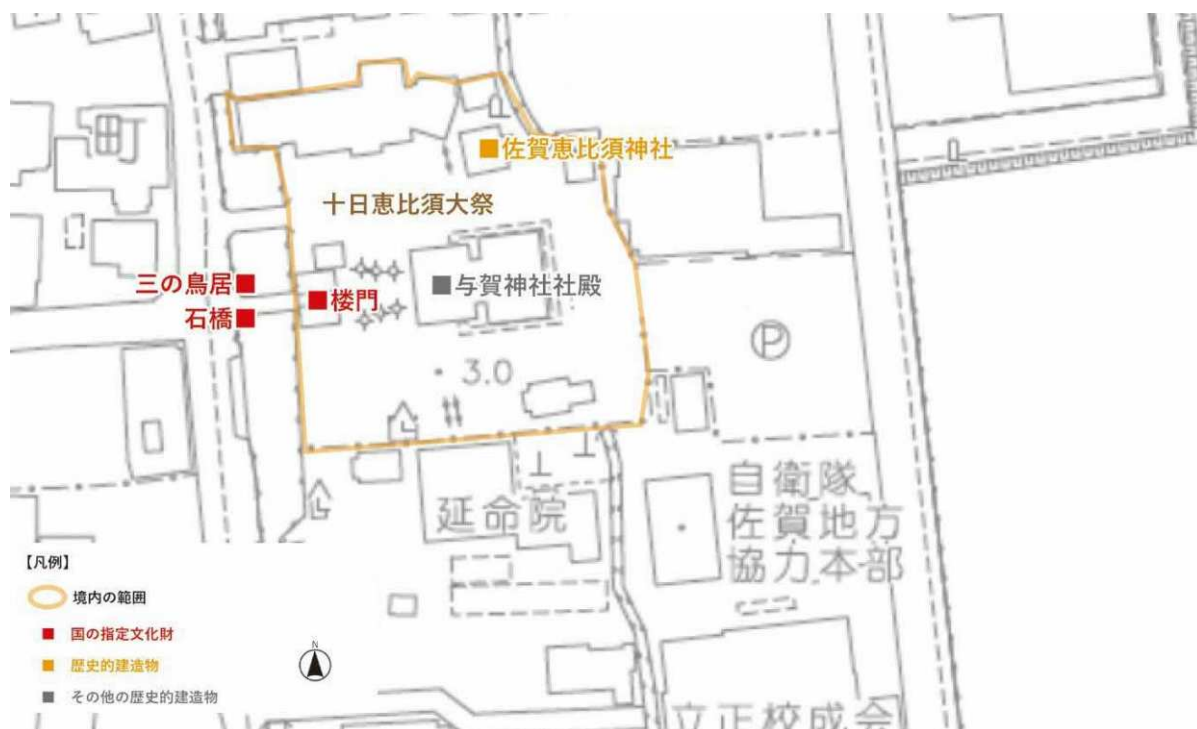 佐賀恵比須神社
十日恵比須大祭
三の鳥居
石橋
楼門
与賀神社社殿
P
3.0
延命院
自衛隊
佐賀地方
協力本部
立正校成会
【凡例】
境内の範囲
国の指定文化財
歴史的建造物
その他の歴史的建造物
N